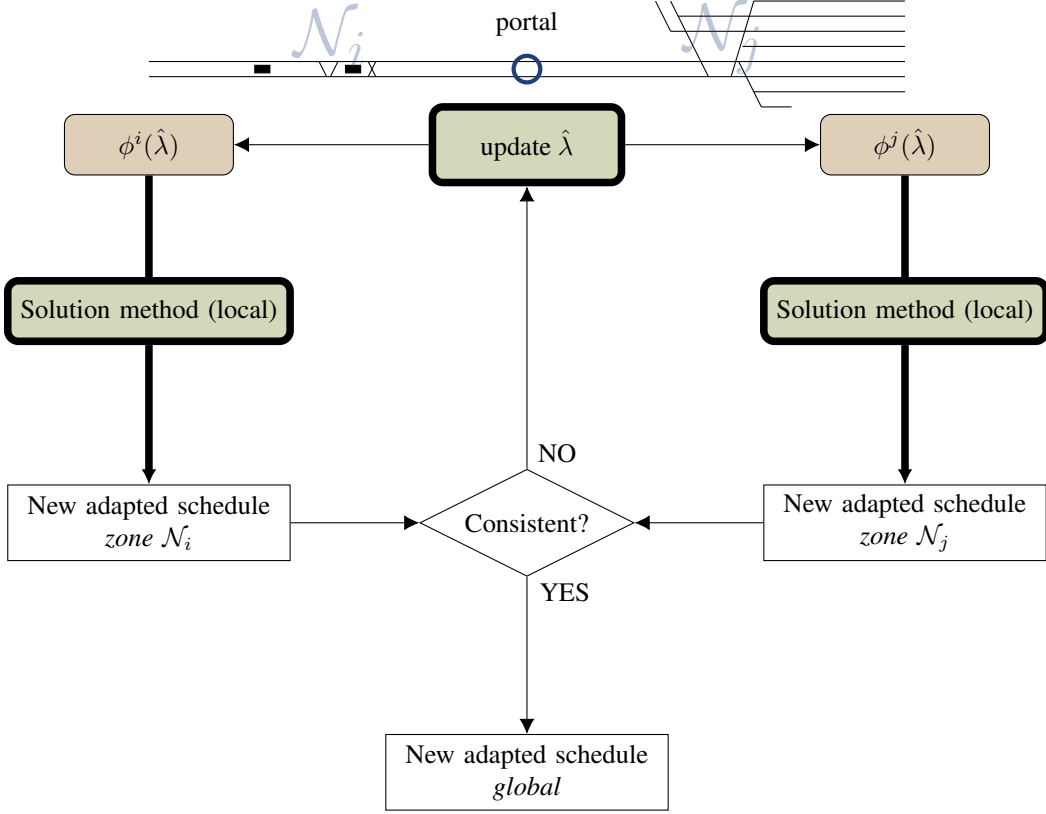 portal
𝒩ᵢ
𝒩ⱼ
ϕⁱ(λ̂)
update λ̂
ϕʲ(λ̂)
Solution method (local)
Solution method (local)
NO
New adapted schedule
zone 𝒩ᵢ
Consistent?
New adapted schedule
zone 𝒩ⱼ
YES
New adapted schedule
global